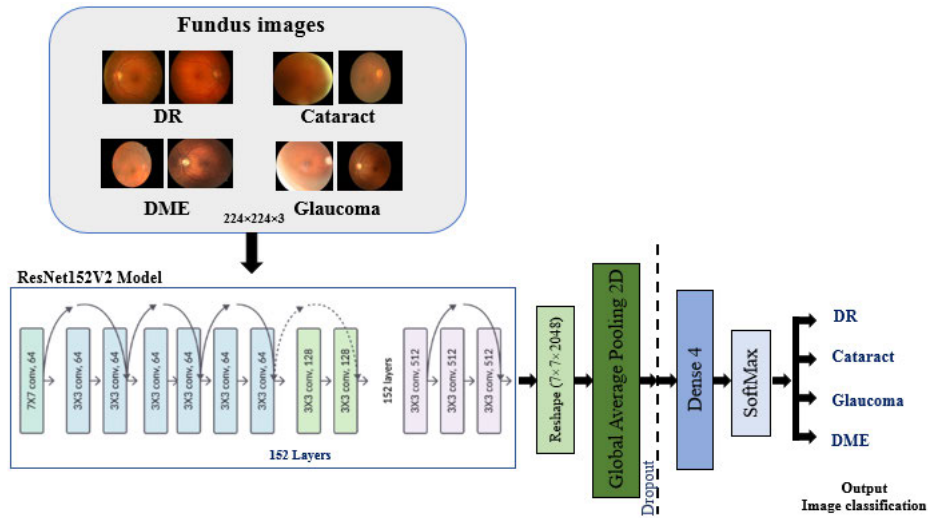 Fundus images
DR
Cataract
DME
Glaucoma
224×224×3
ResNet152V2 Model
7X7 conv, 64
3X3 conv, 64
3X3 conv, 64
3X3 conv, 64
3X3 conv, 64
3X3 conv, 64
3X3 conv, 64
3X3 conv, 128
3X3 conv, 128
152 layers
3X3 conv, 512
3X3 conv, 512
3X3 conv, 512
152 Layers
Reshape (7×7×2048)
Global Average Pooling 2D
Dropout
Dense 4
SoftMax
DR
Cataract
Glaucoma
DME
Output
Image classification